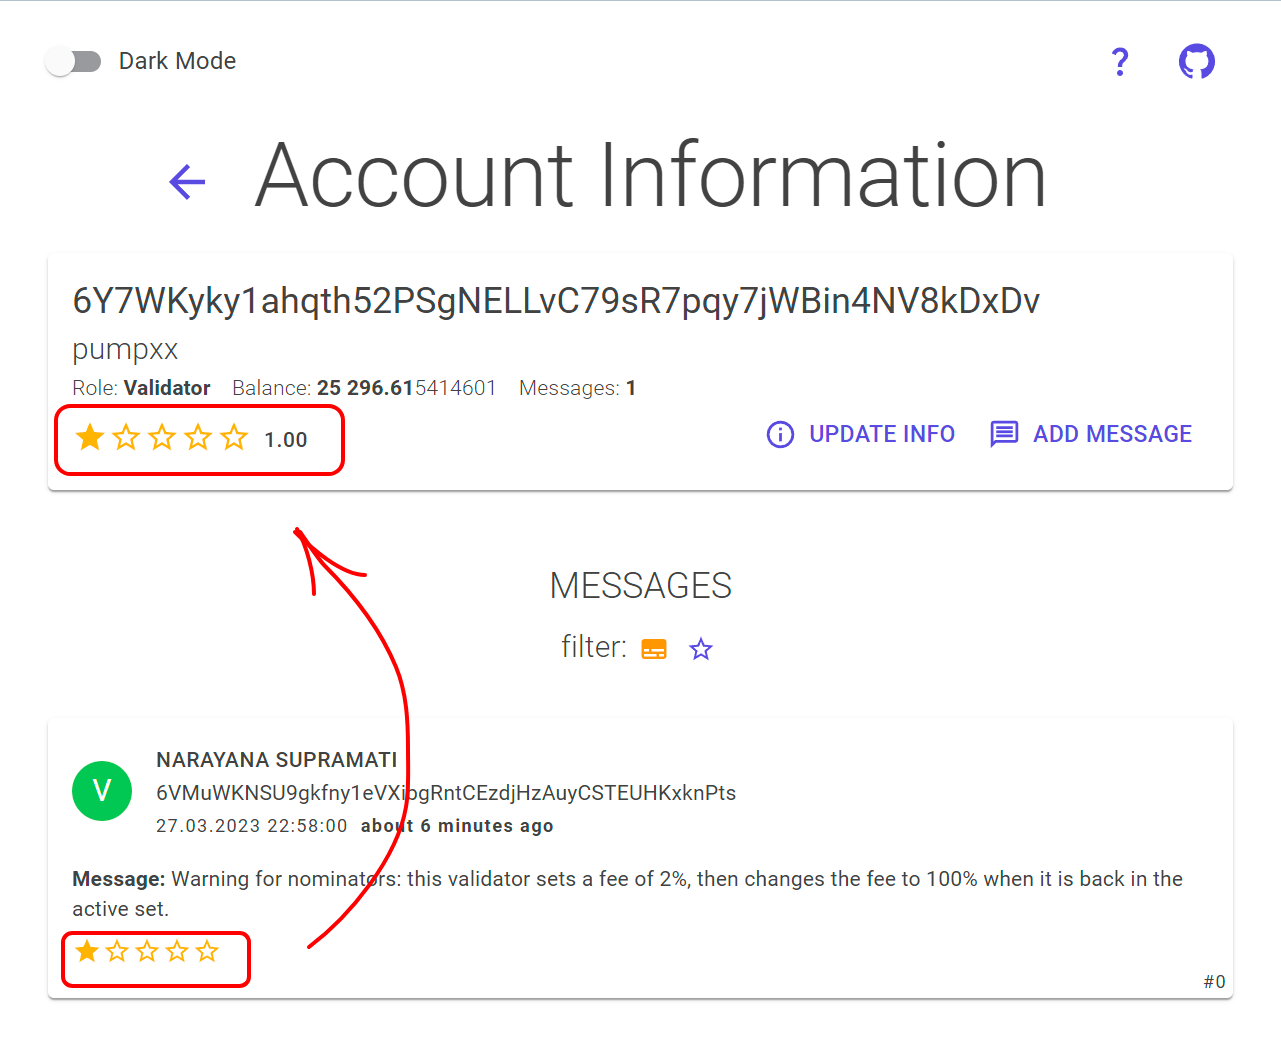 Dark Mode
?
Account Information
6Y7WKyky1ahqth52PSgNELLvC79sR7pqy7jWBin4NV8kDxDv
pumpxx
Role: Validator Balance: 25 296.615414601 Messages: 1
1.00
UPDATE INFO ADD MESSAGE
MESSAGES
filter:
V
NARAYANA SUPRAMATI
6VMuWKNSU9gkfny1eVXibgRntCEzdjHzAuyCSTEUHKxknPts
27.03.2023 22:58:00 about 6 minutes ago
Message: Warning for nominators: this validator sets a fee of 2%, then changes the fee to 100% when it is back in the
active set.
#0